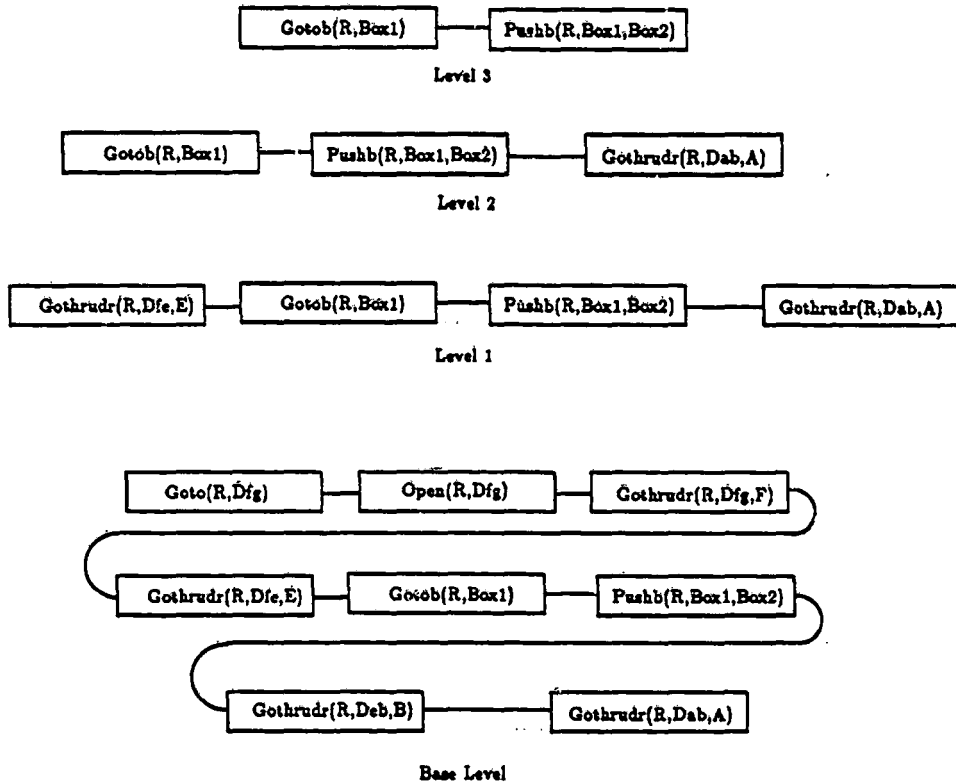 Gotob(R,Box1) Pushb(R,Box1,Box2)
Level 3
Gotob(R,Box1) Pushb(R,Box1,Box2) Gothrudr(R,Dab,A)
Level 2
Gothrudr(R,Dfe,E) Gotob(R,Box1) Pushb(R,Box1,Box2) Gothrudr(R,Dab,A)
Level 1
Goto(R,Dfg) Open(R,Dfg) Gothrudr(R,Dfg,F)
Gothrudr(R,Dfe,E) Gotob(R,Box1) Pushb(R,Box1,Box2)
Gothrudr(R,Deb,B) Gothrudr(R,Dab,A)
Base Level